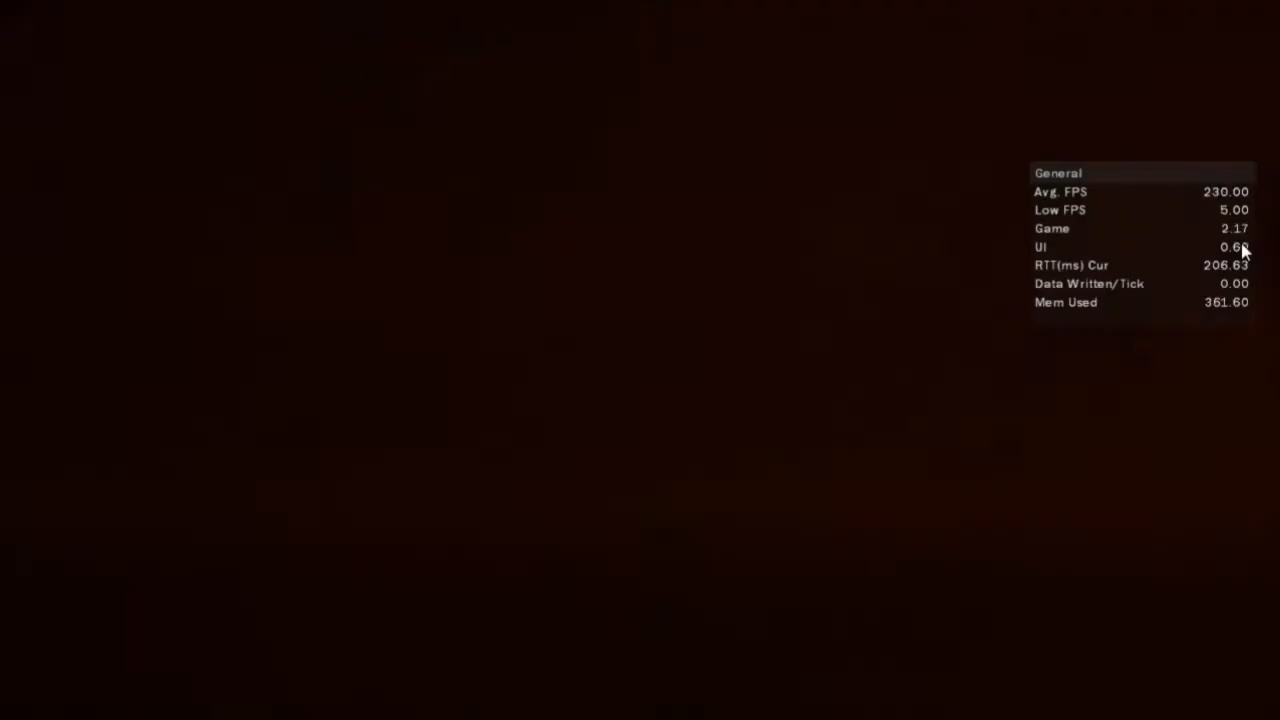 General
Avg. FPS 230.00
Low FPS 5.00
Game 2.17
UI
RTT(ms) Cur 206.63
Data Written/Tick 0.00
Mem Used 361.60